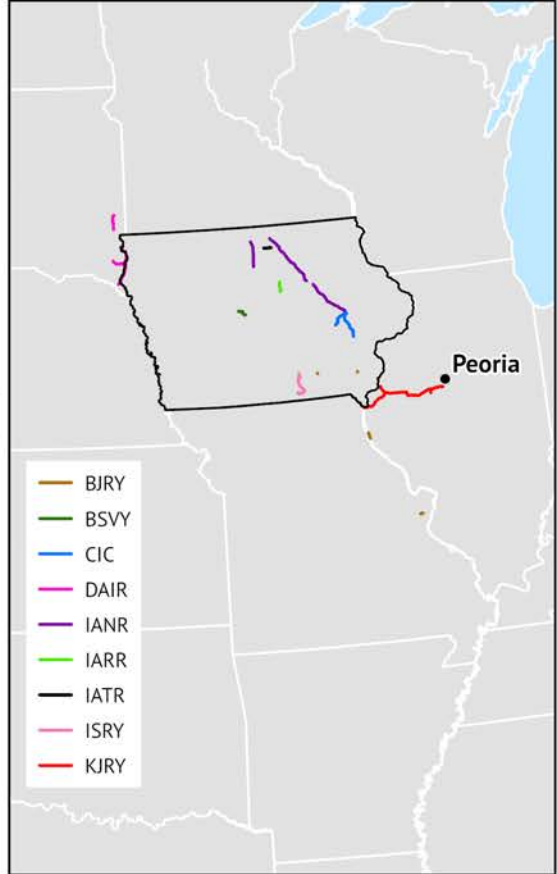 Peoria
BJRY
BSVY
CIC
DAIR
IANR
IARR
IATR
ISRY
KJRY